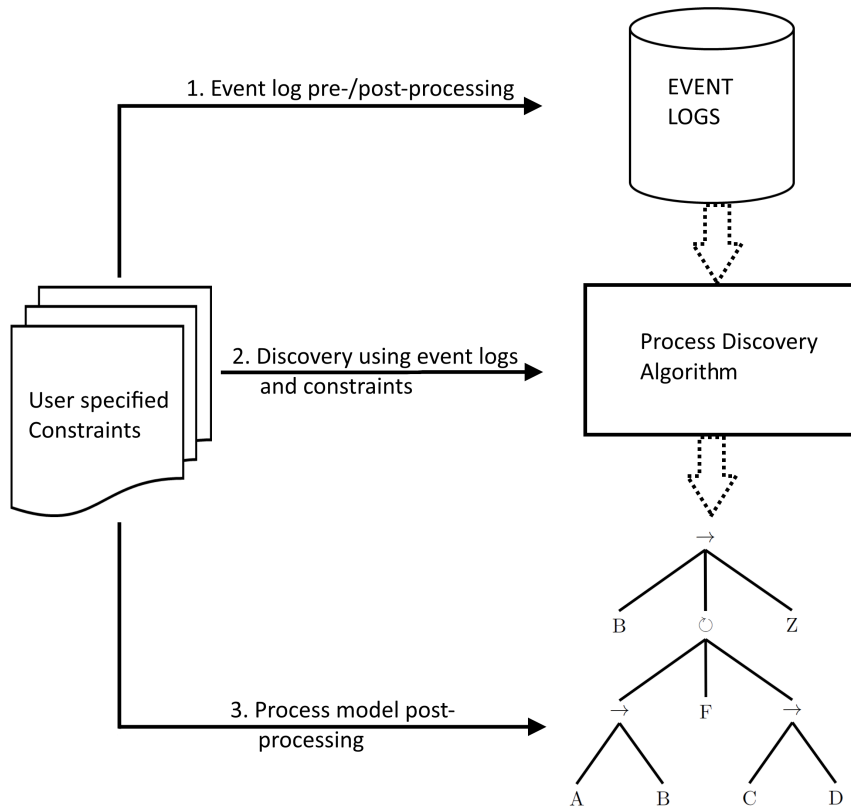 1. Event log pre-/post-processing
EVENT
LOGS
2. Discovery using event logs
and constraints
Process Discovery
Algorithm
User specified
Constraints
→
B ↻ Z
→ F →
3. Process model post-
processing
A B C D